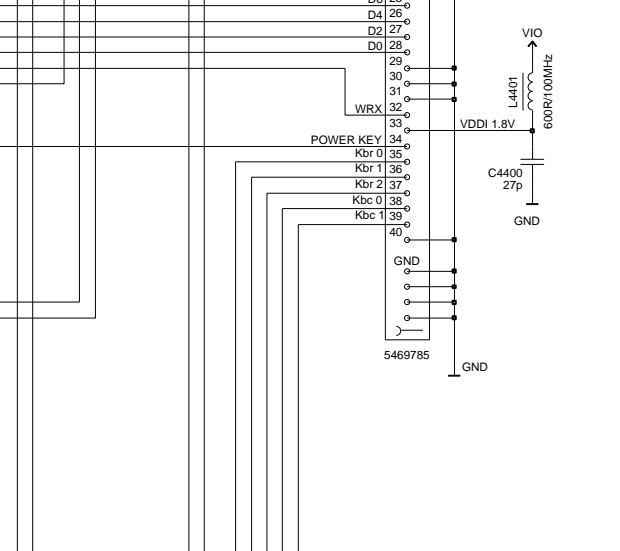 D4 26
D2 27
D0 28
29
30
31
WRX 32
33
POWER KEY 34
Kbr 0 35
Kbr 1 36
Kbr 2 37
Kbc 0 38
Kbc 1 39
40
GND
5469785
GND
VIO
L4401
600R/100MHz
VDDI 1.8V
C4400
27p
GND